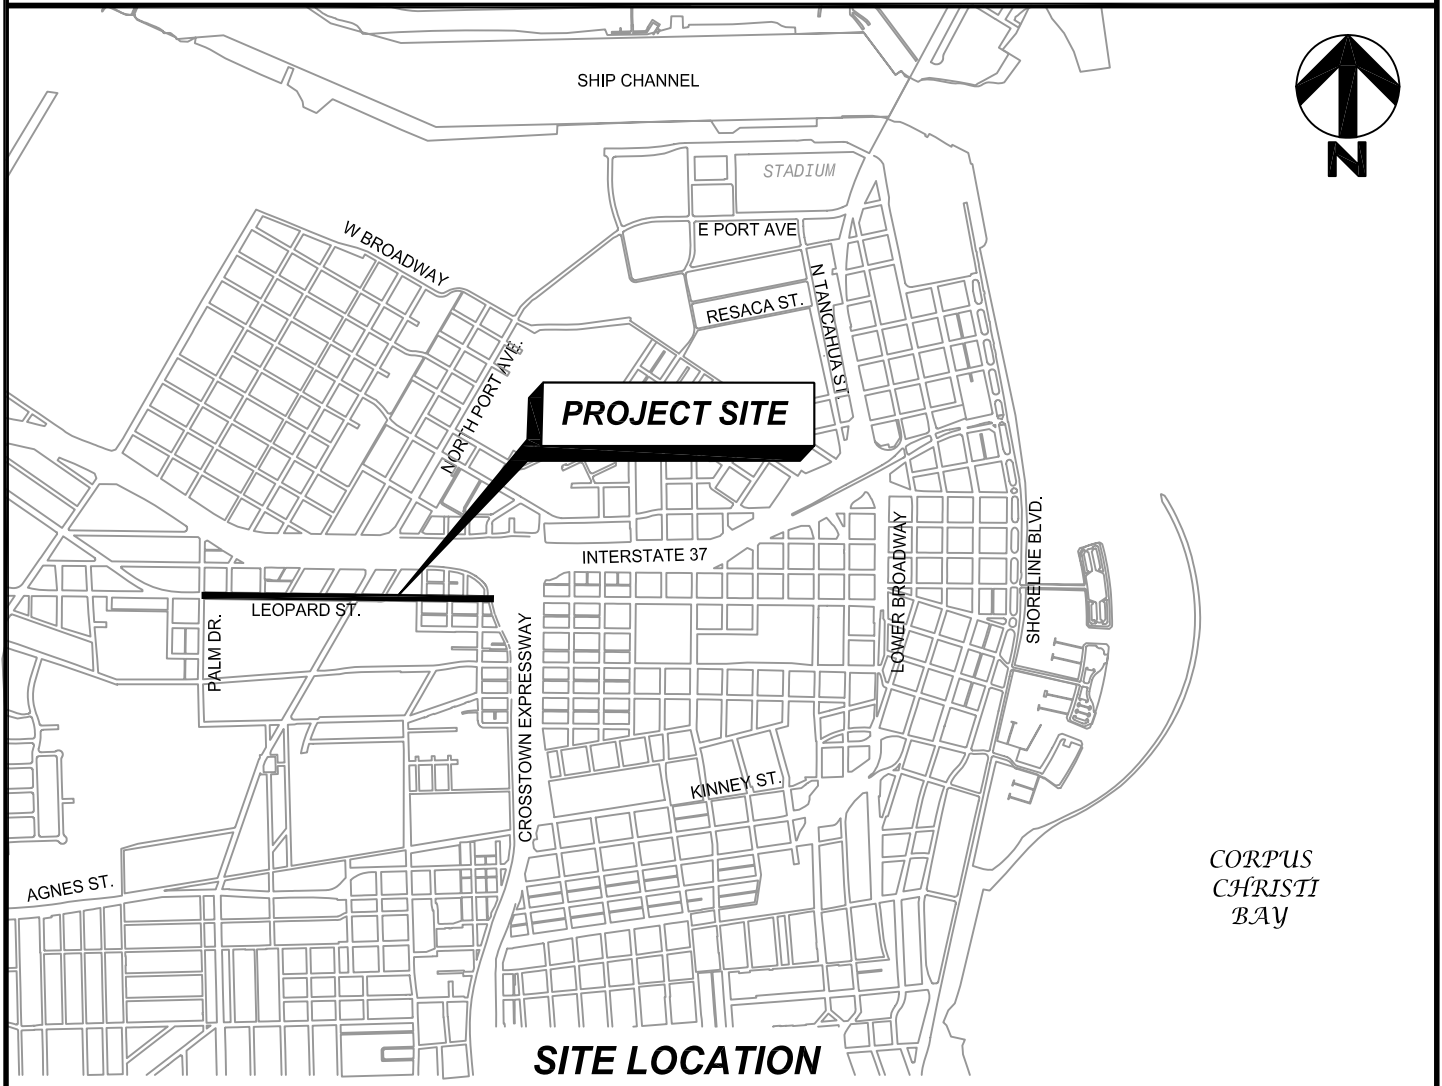 SHIP CHANNEL
N
STADIUM
E PORT AVE
W BROADWAY
N TANCAHUA ST.
RESACA ST.
NORTH PORT AVE.
PROJECT SITE
INTERSTATE 37
LOWER BROADWAY
SHORELINE BLVD.
LEOPARD ST.
PALM DR.
CROSSTOWN EXPRESSWAY
KINNEY ST.
AGNES ST.
CORPUS
CHRISTI
BAY
SITE LOCATION